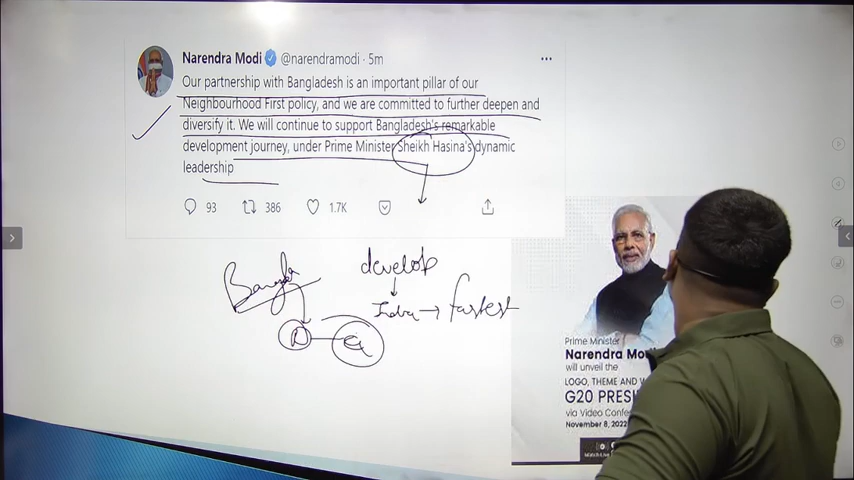 Narendra Modi @narendramodi · 5m
Our partnership with Bangladesh is an important pillar of our
Neighbourhood First policy, and we are committed to further deepen and
diversify it. We will continue to support Bangladesh's remarkable
development journey, under Prime Minister Sheikh Hasina's dynamic
leadership
93 386 1.7K
Bangla
develop
India → fastest
Prime Minister
Narendra Mo
will unveil the
LOGO, THEME AND W
G20 PRESI
via Video Confe
November 8, 2022